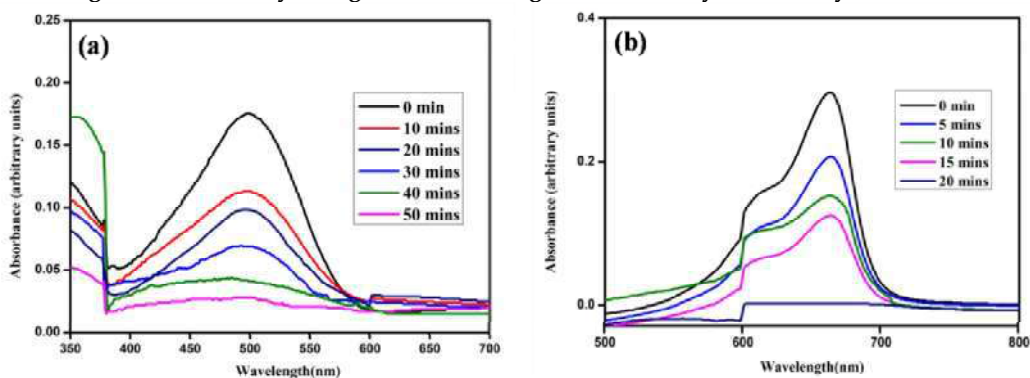 (a)
0 min
10 mins
20 mins
30 mins
40 mins
50 mins
Absorbance (arbitrary units)
0.25
0.20
0.15
0.10
0.05
0.00
350 400 450 500 550 600 650 700
Wavelength(nm)
(b)
0 min
5 mins
10 mins
15 mins
20 mins
Absorbance (arbitrary units)
0.4
0.2
0.0
500 600 700 800
Wavelength(nm)